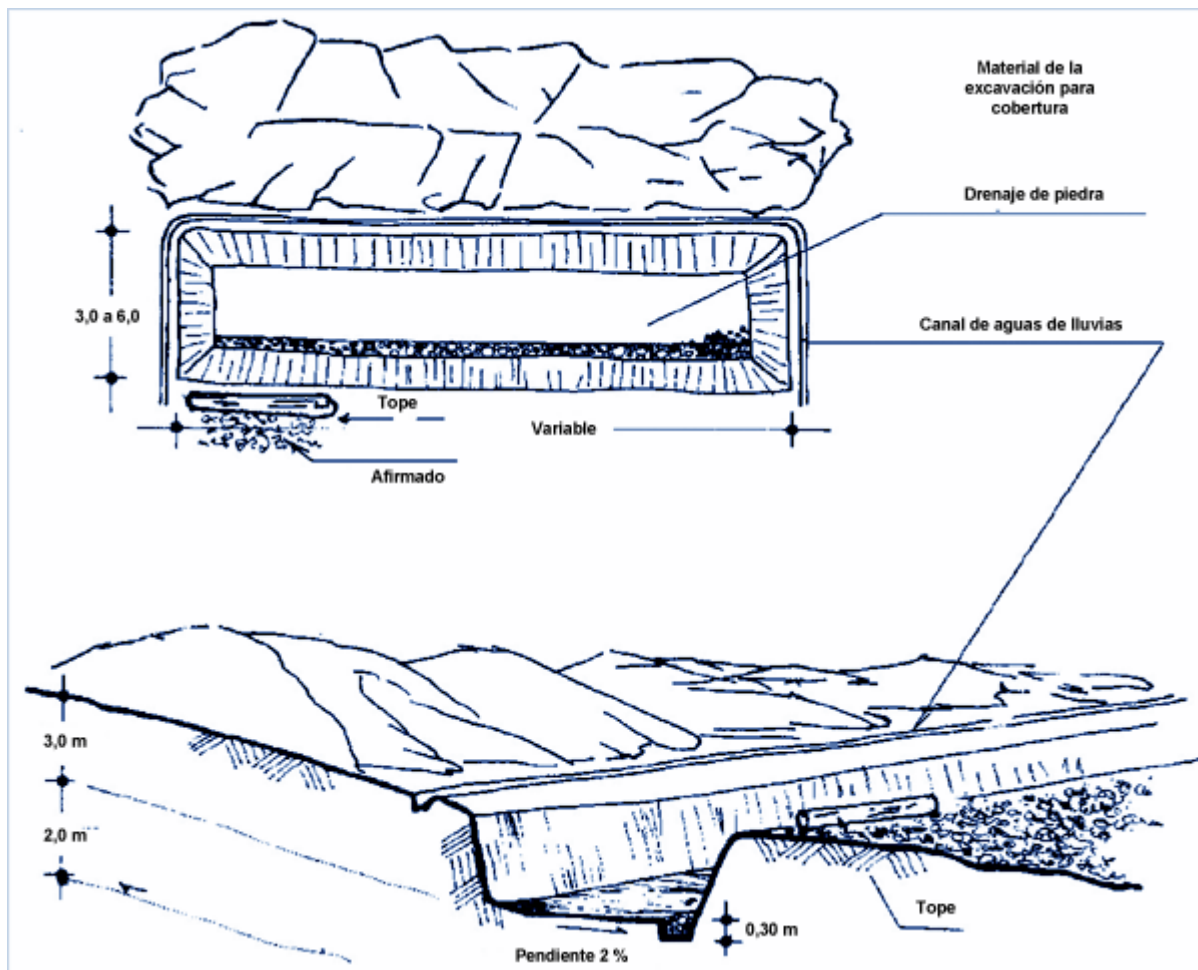 Material de la
excavación para
cobertura
Drenaje de piedra
3,0 a 6,0
Canal de aguas de lluvias
Tope
Variable
Afirmado
3,0 m
2,0 m
Tope
0,30 m
Pendiente 2 %